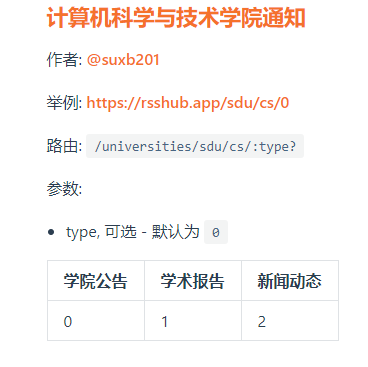 计算机科学与技术学院通知
作者: @suxb201
举例: https://rsshub.app/sdu/cs/0
路由: /universities/sdu/cs/:type?
参数:
• type, 可选 - 默认为 0
学院公告 学术报告 新闻动态
0 1 2